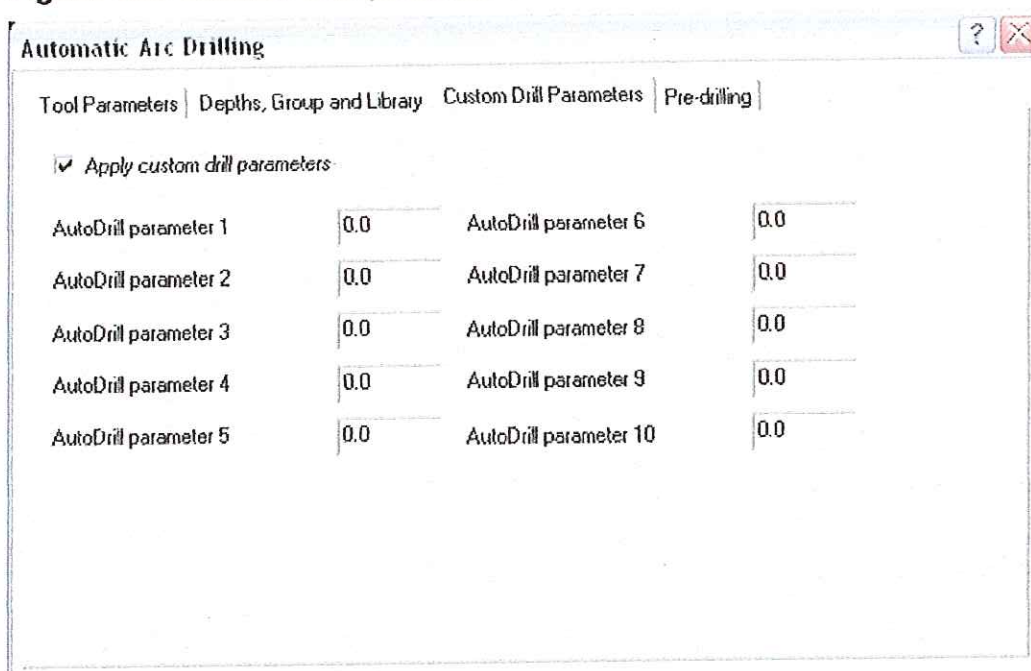 Automatic Arc Drilling ?
Tool Parameters Depths, Group and Library Custom Drill Parameters Pre-drilling
Apply custom drill parameters
AutoDrill parameter 1 0.0 AutoDrill parameter 6 0.0
AutoDrill parameter 2 0.0 AutoDrill parameter 7 0.0
AutoDrill parameter 3 0.0 AutoDrill parameter 8 0.0
AutoDrill parameter 4 0.0 AutoDrill parameter 9 0.0
AutoDrill parameter 5 0.0 AutoDrill parameter 10 0.0